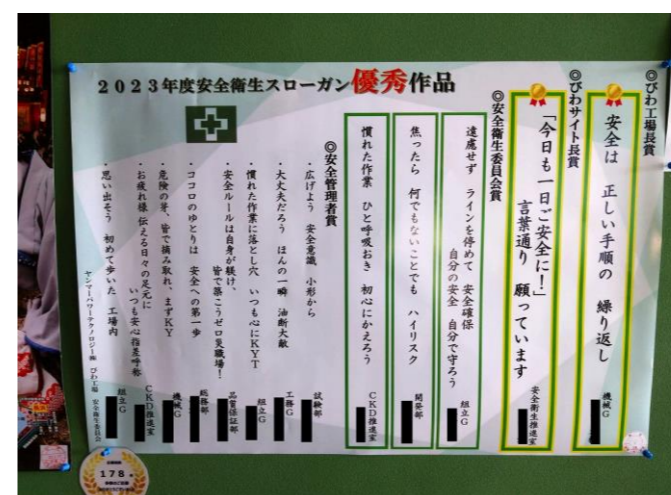 2023年度安全衛生スローガン優秀作品
◎びわ工場長賞
安全は 正しい手順の 繰り返し
機械G
◎びわサイト長賞
「今日も一日ご安全に!」
言葉通り 願っています
安全衛生推進室
◎安全衛生委員会賞
遠慮せず ラインを停めて 安全確保
自分の安全 自分で守ろう
組立G
焦ったら 何でもないことでも ハイリスク
開発部
慣れた作業 ひと呼吸おき 初心にかえろう
CKD推進室
◎安全管理者賞
・広げよう 安全意識 小形から
試験部
・大丈夫だろう ほんの一瞬 油断大敵
工務G
・慣れた作業に落とし穴 いつも心にKYT
組立G
・安全ルールは自身が躾け、
皆で築こうゼロ災職場!
品質保証部
・ココロのゆとりは 安全への第一歩
総務部
・危険の芽、皆で摘み取れ、まずKY
機械G
・お疲れ様 伝える日々の足元に
いつも安心指差呼称
CKD推進室
・思い出そう 初めて歩いた 工場内
組立G
ヤンマーパワーテクノロジー㈱ びわ工場 安全衛生委員会
178